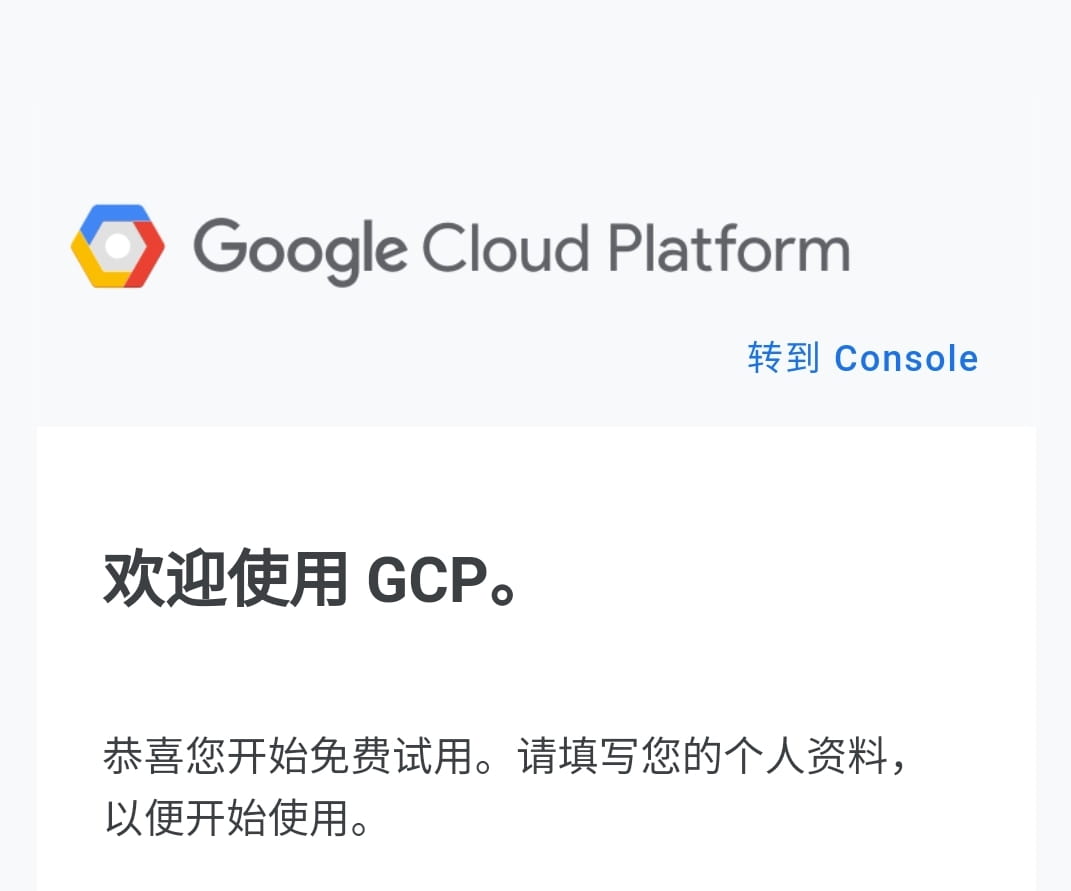 Google Cloud Platform
转到 Console
欢迎使用 GCP。
恭喜您开始免费试用。请填写您的个人资料，
以便开始使用。